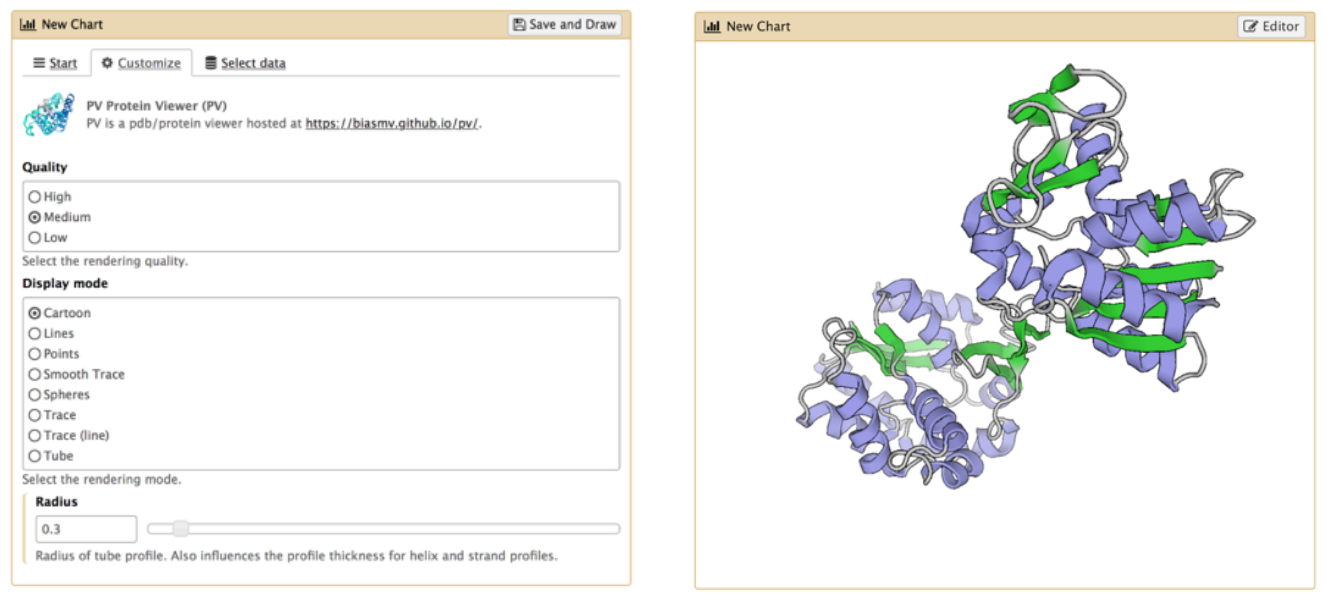 New Chart
Save and Draw
Start
Customize
Select data
PV Protein Viewer (PV)
PV is a pdb/protein viewer hosted at https://biasmv.github.io/pv/.
Quality
High
Medium
Low
Select the rendering quality.
Display mode
Cartoon
Lines
Points
Smooth Trace
Spheres
Trace
Trace (line)
Tube
Select the rendering mode.
Radius
0.3
Radius of tube profile. Also influences the profile thickness for helix and strand profiles.
New Chart
Editor